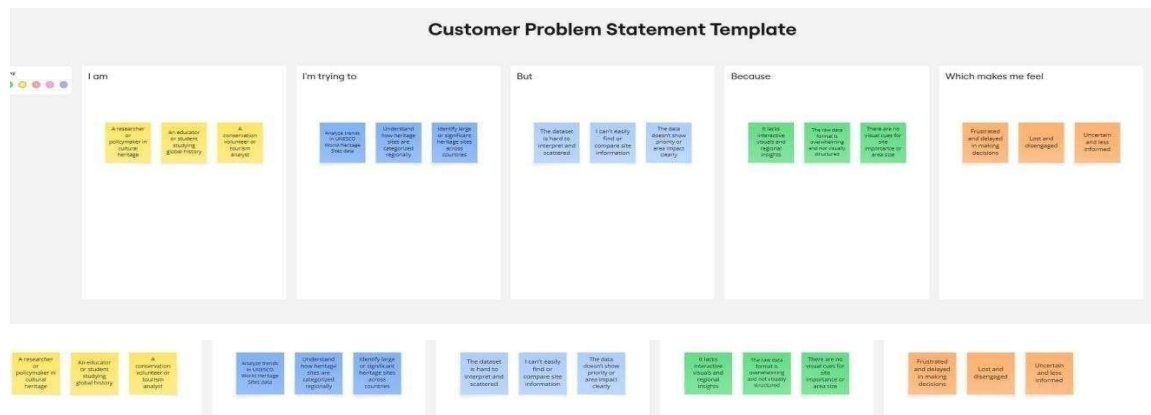 Customer Problem Statement Template
I am
I'm trying to
But
Because
Which makes me feel
A researcher
or
policymaker in
cultural
heritage
An educator
or student
studying
global history
A
conservation
volunteer or
tourism
analyst
Analyze trends
in UNESCO
World Heritage
Sites data
Understand
how heritage
sites are
categorized
regionally
Identify large
or significant
heritage sites
across
countries
The dataset
is hard to
interpret and
scattered
I can't easily
find or
compare site
information
The data
doesn't show
priority or
area impact
clearly
It lacks
interactive
visuals and
regional
insights
The raw data
format is
overwhelming
and not visually
structured
There are no
visual cues for
site
importance or
area size
Frustrated
and delayed
in making
decisions
Lost and
disengaged
Uncertain
and less
informed
A researcher
or
policymaker in
cultural
heritage
An educator
or student
studying
global history
A
conservation
volunteer or
tourism
analyst
Analyze trends
in UNESCO
World Heritage
Sites data
Understand
how heritage
sites are
categorized
regionally
Identify large
or significant
heritage sites
across
countries
The dataset
is hard to
interpret and
scattered
I can't easily
find or
compare site
information
The data
doesn't show
priority or
area impact
clearly
It lacks
interactive
visuals and
regional
insights
The raw data
format is
overwhelming
and not visually
structured
There are no
visual cues for
site
importance or
area size
Frustrated
and delayed
in making
decisions
Lost and
disengaged
Uncertain
and less
informed